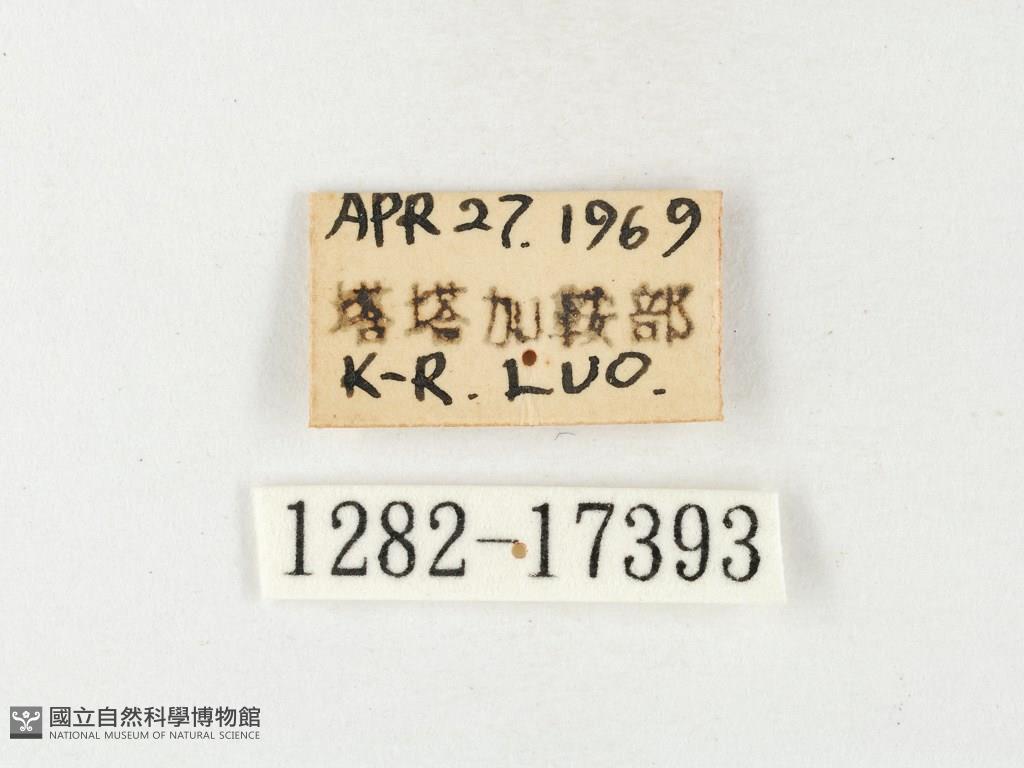 APR 27. 1969
塔塔加鞍部
K-R. LUO.
1282-17393
國立自然科學博物館
NATIONAL MUSEUM OF NATURAL SCIENCE